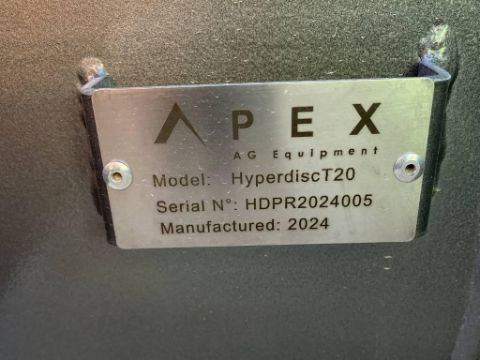 APEX
AG Equipment
Model: HyperdiscT20
Serial N°: HDPR2024005
Manufactured: 2024